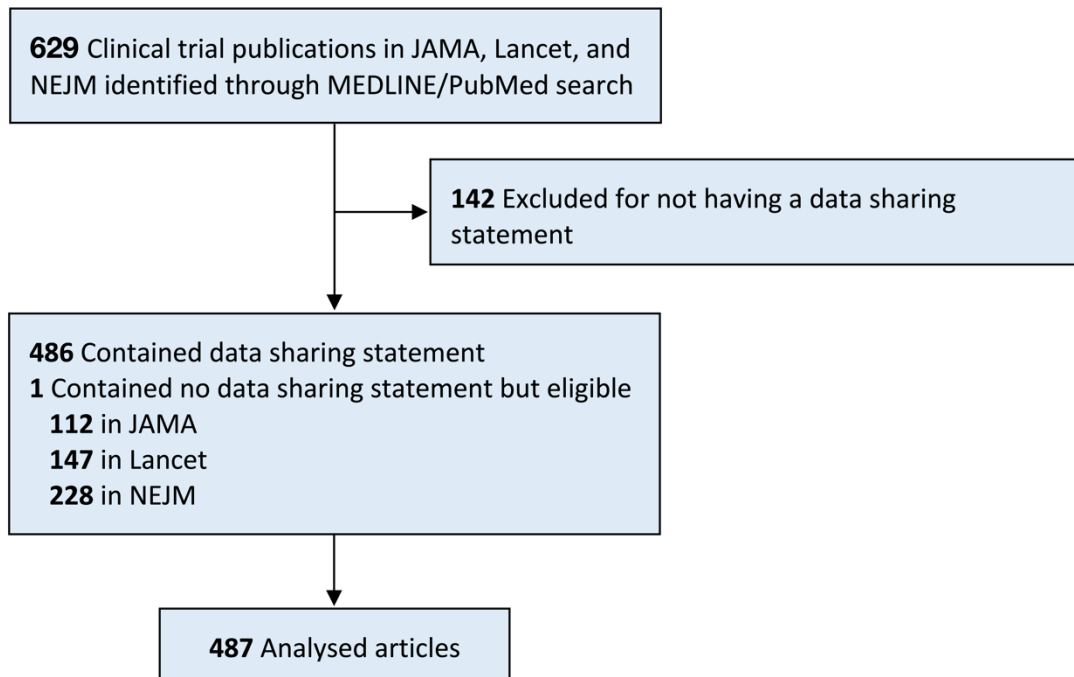 629 Clinical trial publications in JAMA, Lancet, and
NEJM identified through MEDLINE/PubMed search
142 Excluded for not having a data sharing
statement
486 Contained data sharing statement
1 Contained no data sharing statement but eligible
112 in JAMA
147 in Lancet
228 in NEJM
487 Analysed articles